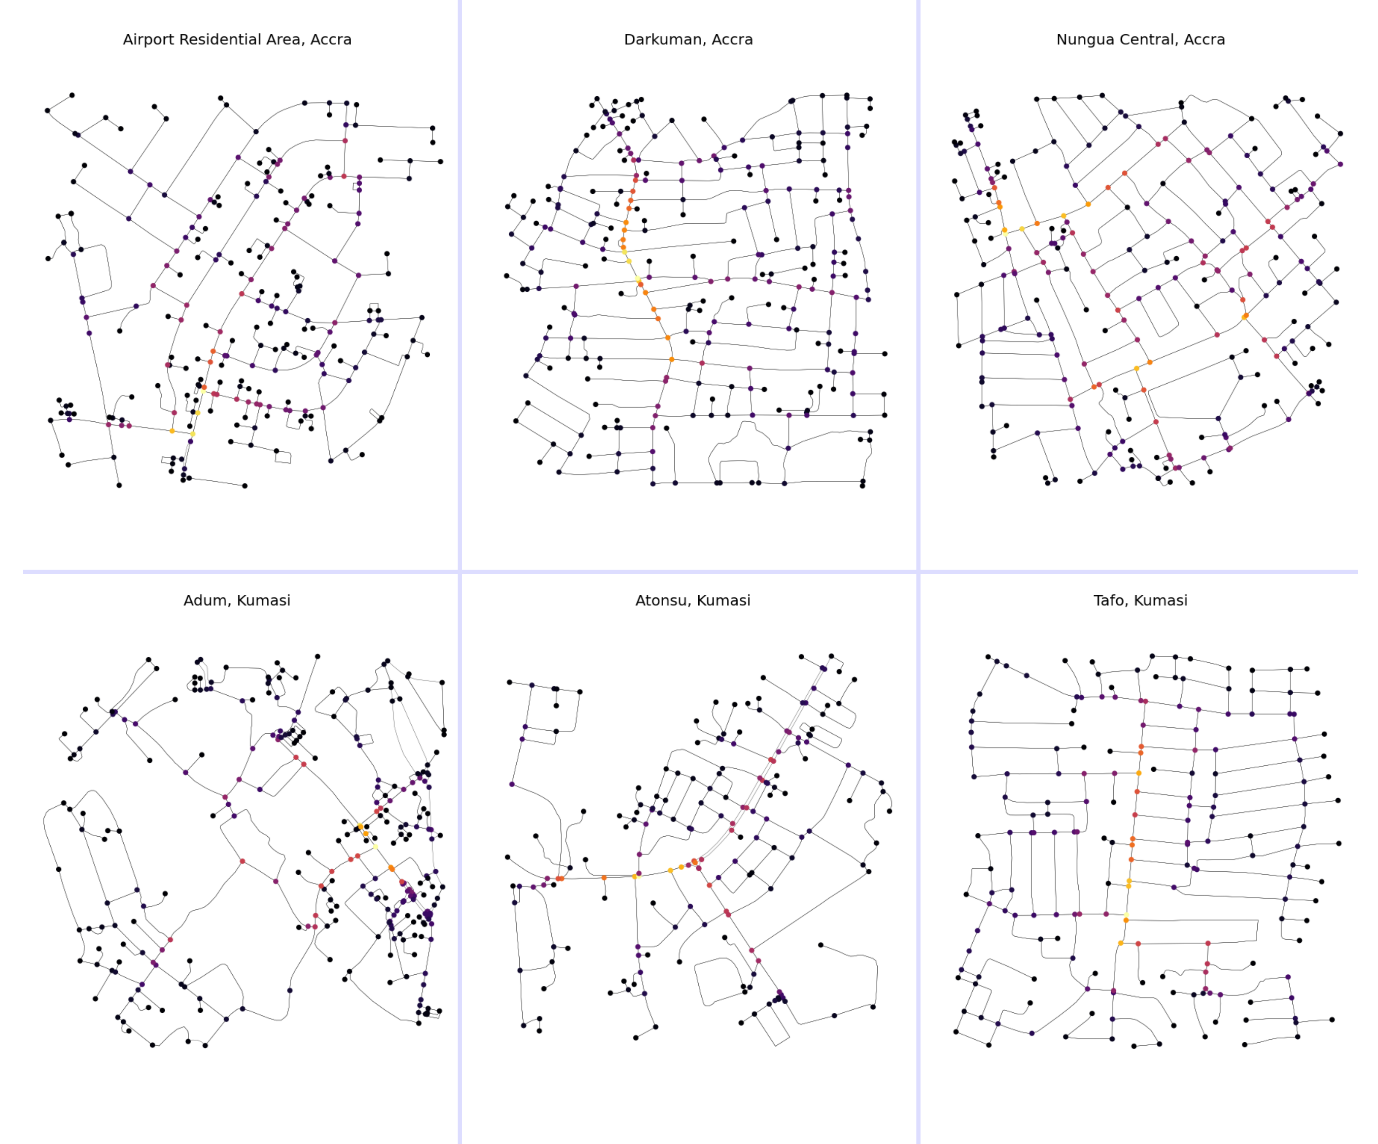 Airport Residential Area, Accra
Darkuman, Accra
Nungua Central, Accra
Adum, Kumasi
Atonsu, Kumasi
Tafo, Kumasi